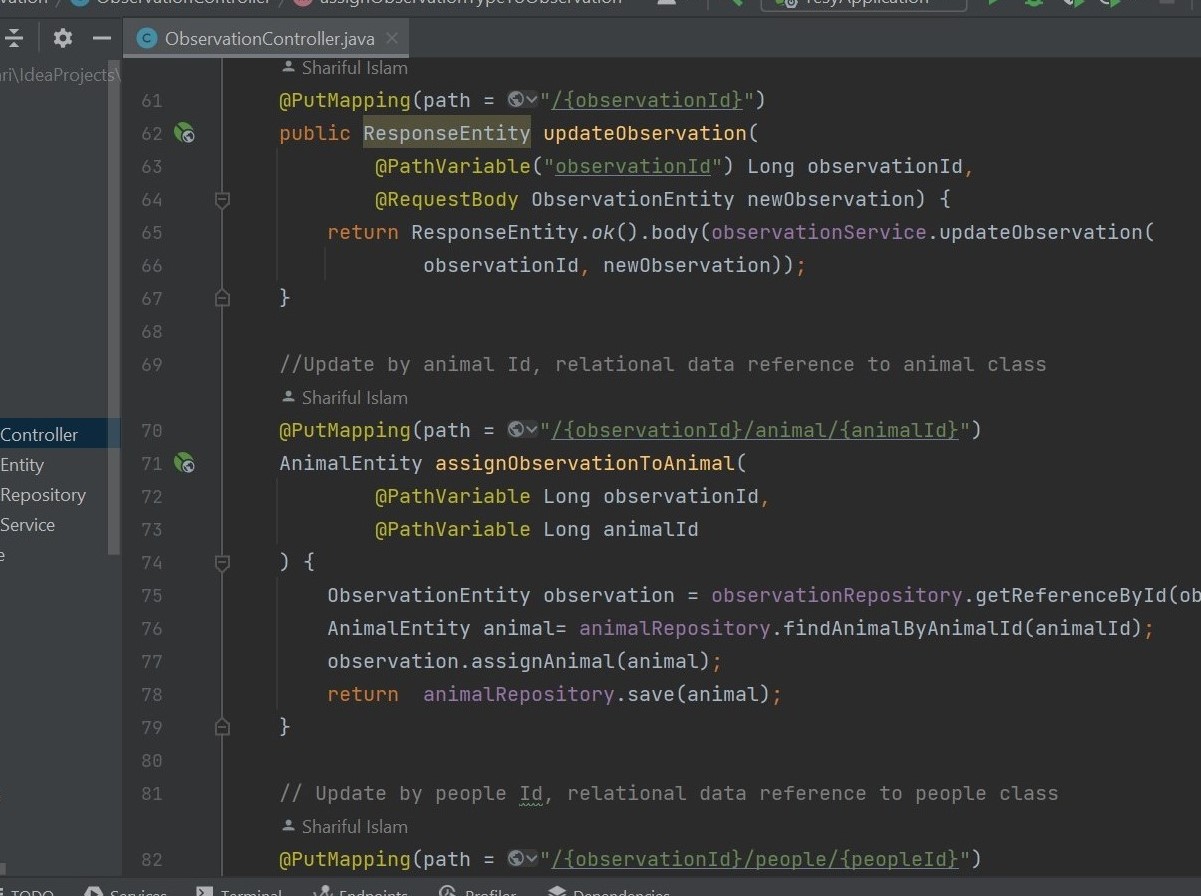 ObservationController.java
ri\IdeaProjects\
Controller
Entity
Repository
Service
e
Shariful Islam
61 @PutMapping(path = "/{observationId}")
62 public ResponseEntity updateObservation(
63 @PathVariable("observationId") Long observationId,
64 @RequestBody ObservationEntity newObservation) {
65 return ResponseEntity.ok().body(observationService.updateObservation(
66 observationId, newObservation));
67 }
68
69 //Update by animal Id, relational data reference to animal class
Shariful Islam
70 @PutMapping(path = "/{observationId}/animal/{animalId}")
71 AnimalEntity assignObservationToAnimal(
72 @PathVariable Long observationId,
73 @PathVariable Long animalId
74 ) {
75 ObservationEntity observation = observationRepository.getReferenceById(ob
76 AnimalEntity animal= animalRepository.findAnimalByAnimalId(animalId);
77 observation.assignAnimal(animal);
78 return animalRepository.save(animal);
79 }
80
81 // Update by people Id, relational data reference to people class
Shariful Islam
82 @PutMapping(path = "/{observationId}/people/{peopleId}")
TODO Services Terminal Endpoints Profiler Dependencies